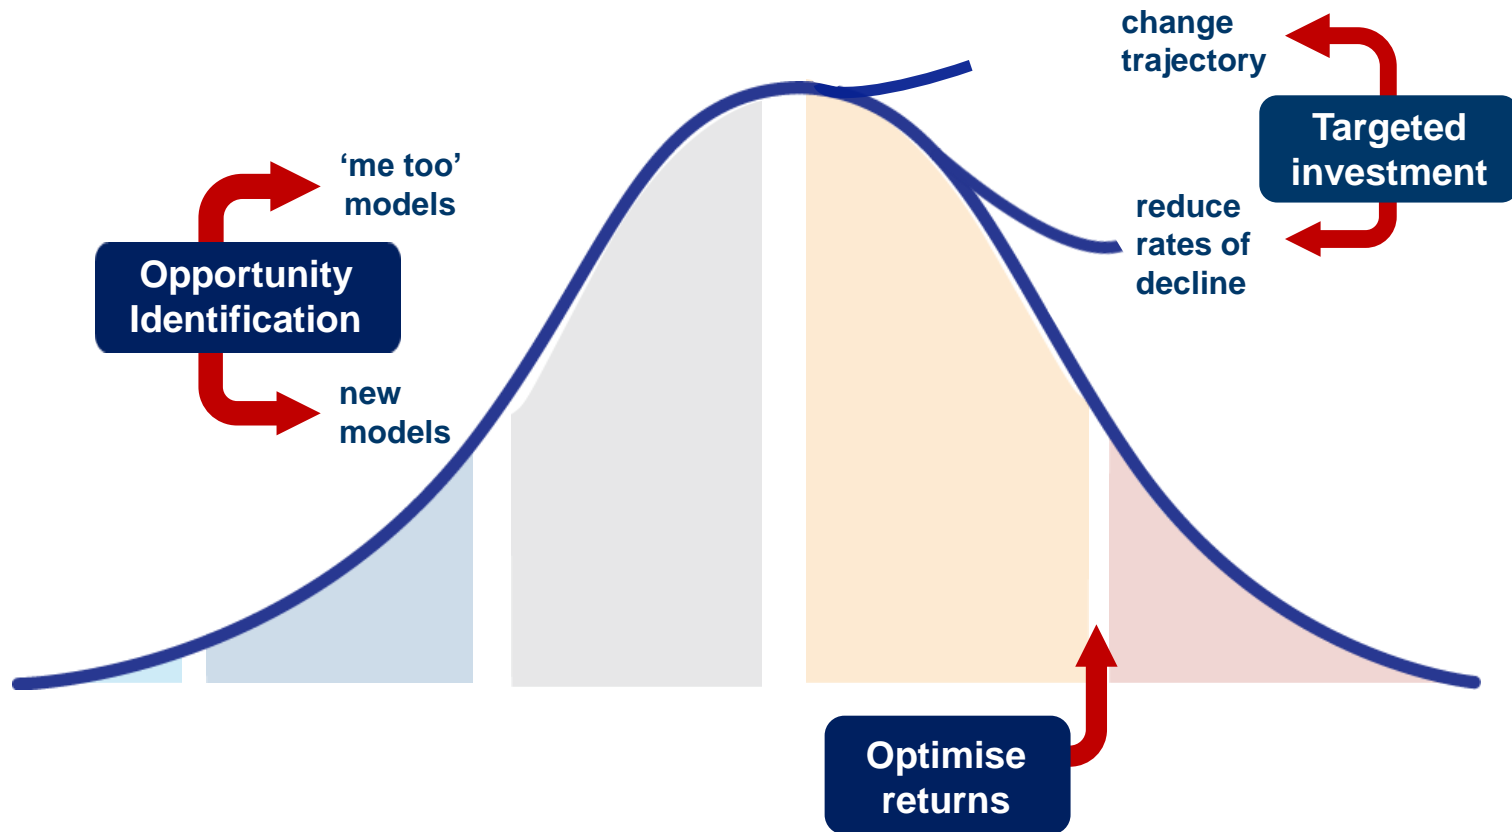 ‘me too’
models
Opportunity
Identification
new
models
change
trajectory
Targeted
investment
reduce
rates of
decline
Optimise
returns